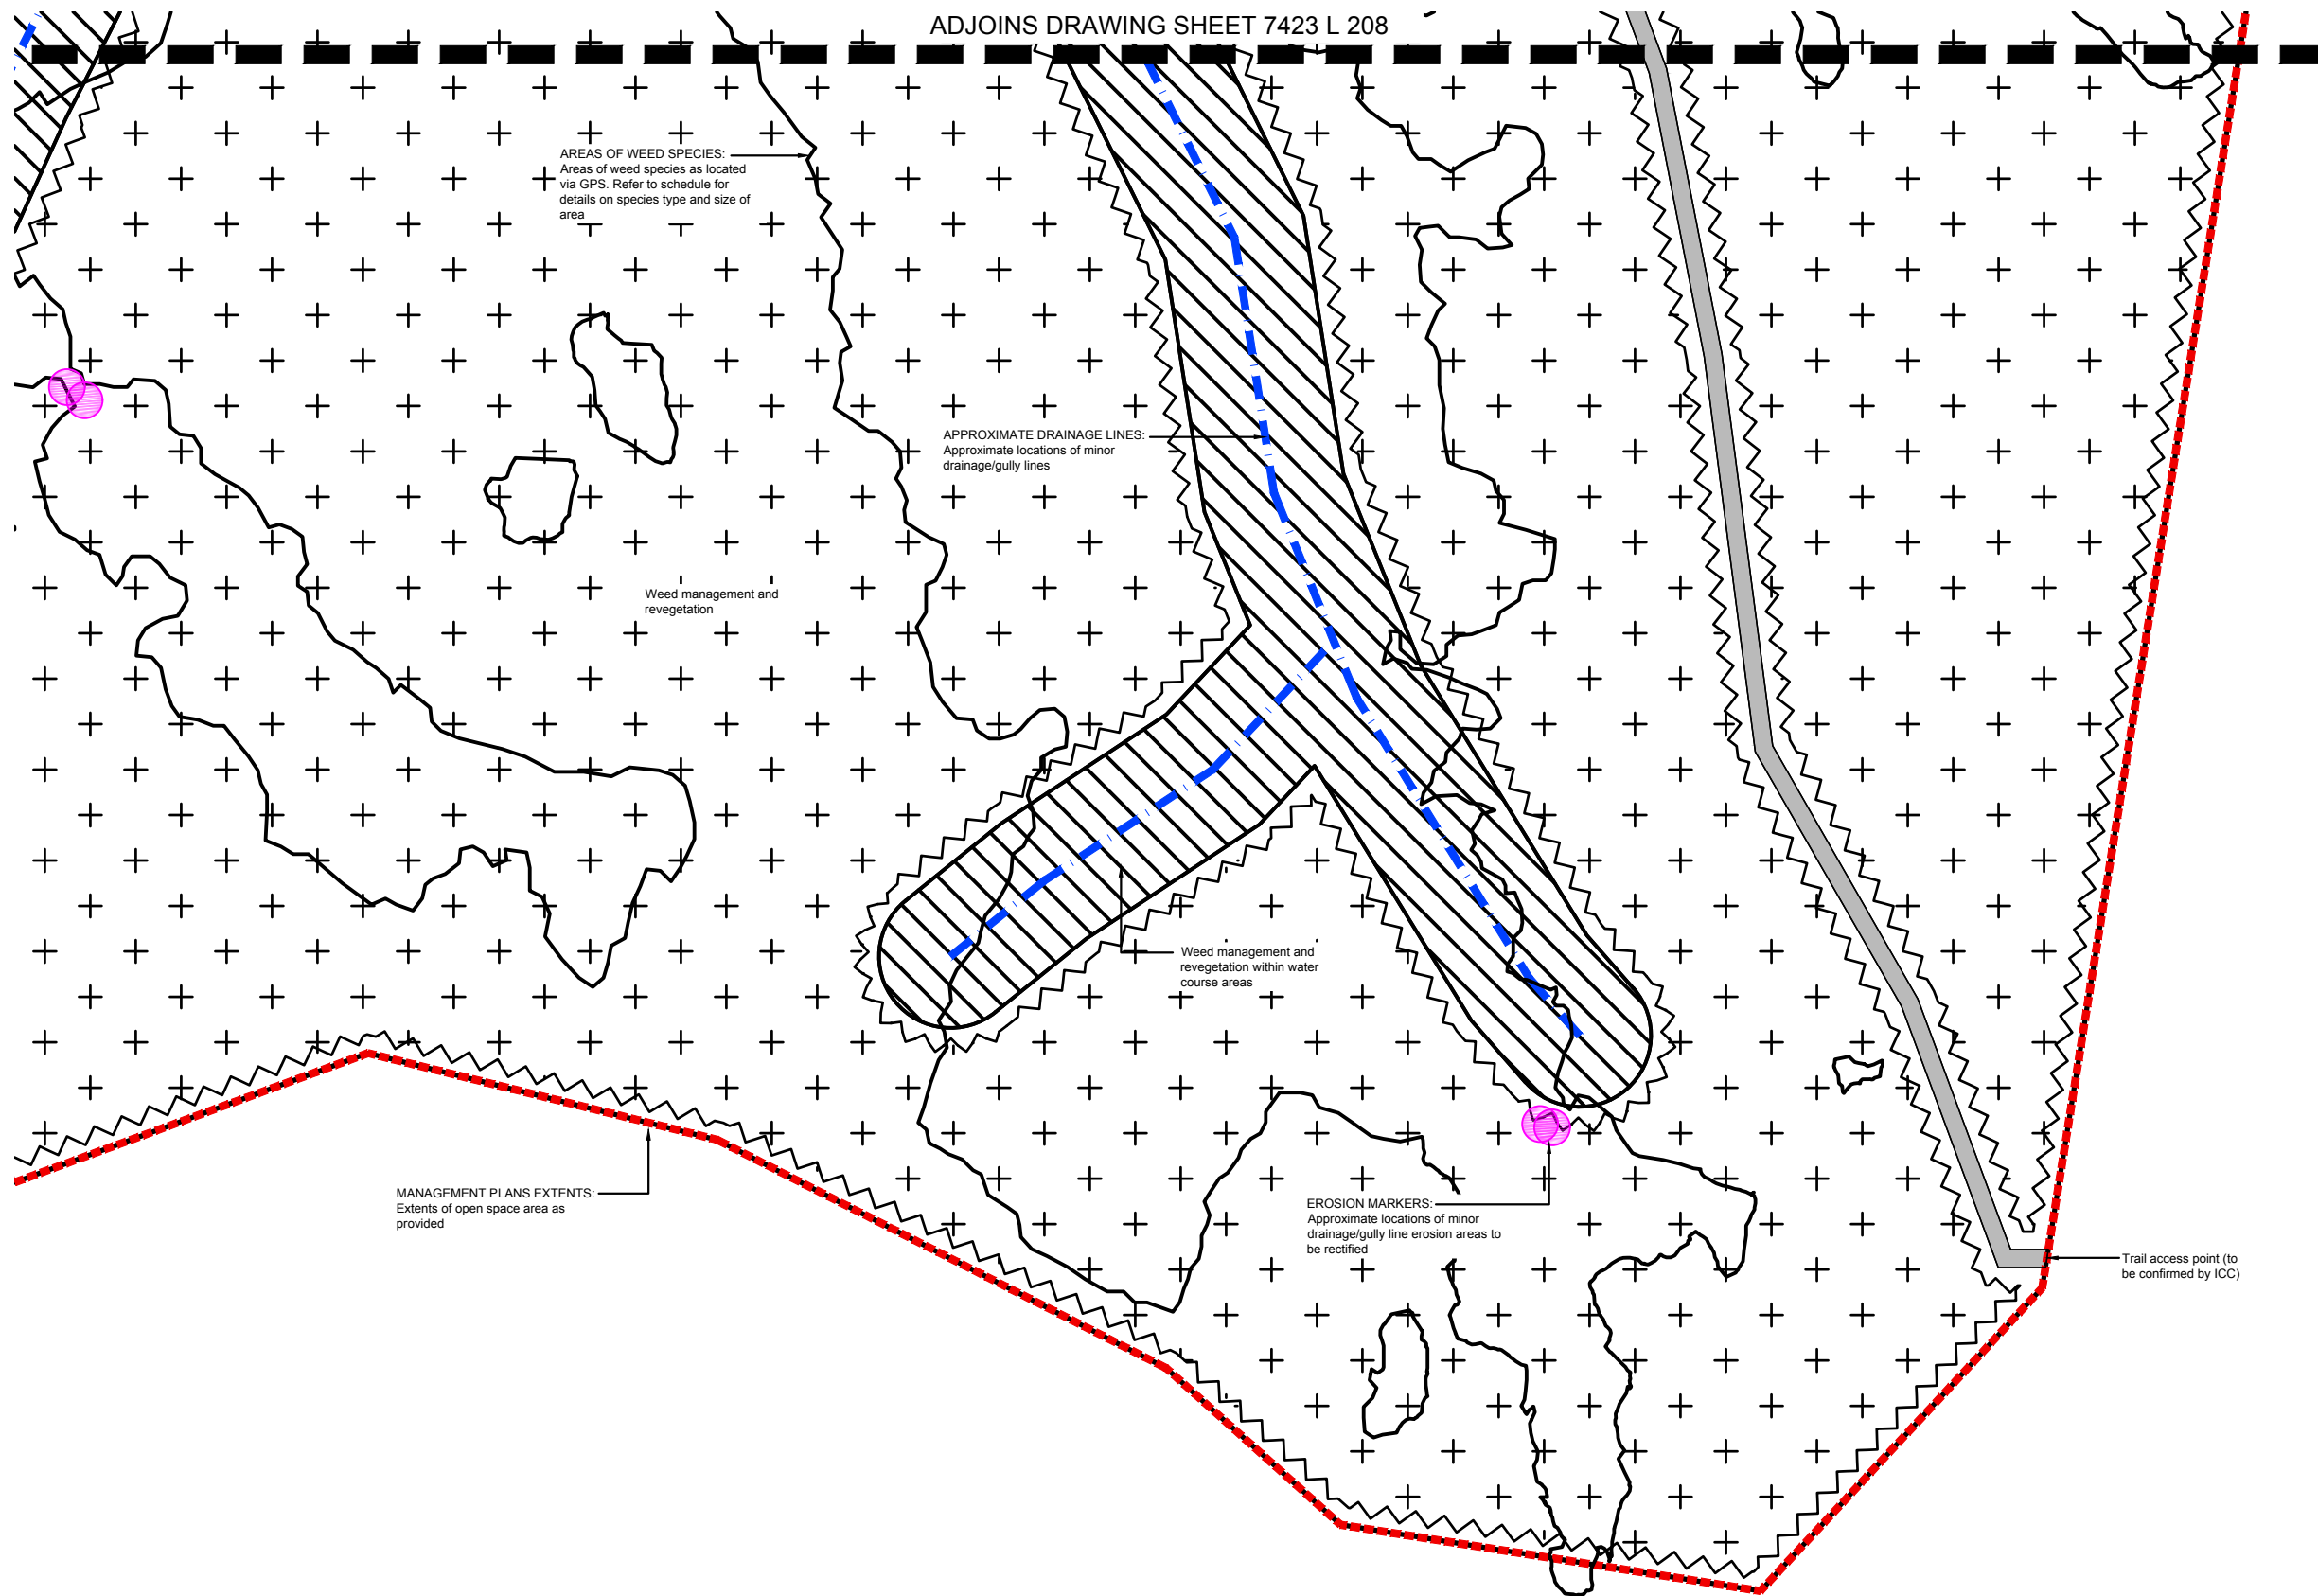 ADJOINS DRAWING SHEET 7423 L 208
AREAS OF WEED SPECIES:
Areas of weed species as located
via GPS. Refer to schedule for
details on species type and size of
area
APPROXIMATE DRAINAGE LINES:
Approximate locations of minor
drainage/gully lines
Weed management and
revegetation
Weed management and
revegetation within water
course areas
MANAGEMENT PLANS EXTENTS:
Extents of open space area as
provided
EROSION MARKERS:
Approximate locations of minor
drainage/gully line erosion areas to
be rectified
Trail access point (to
be confirmed by ICC)